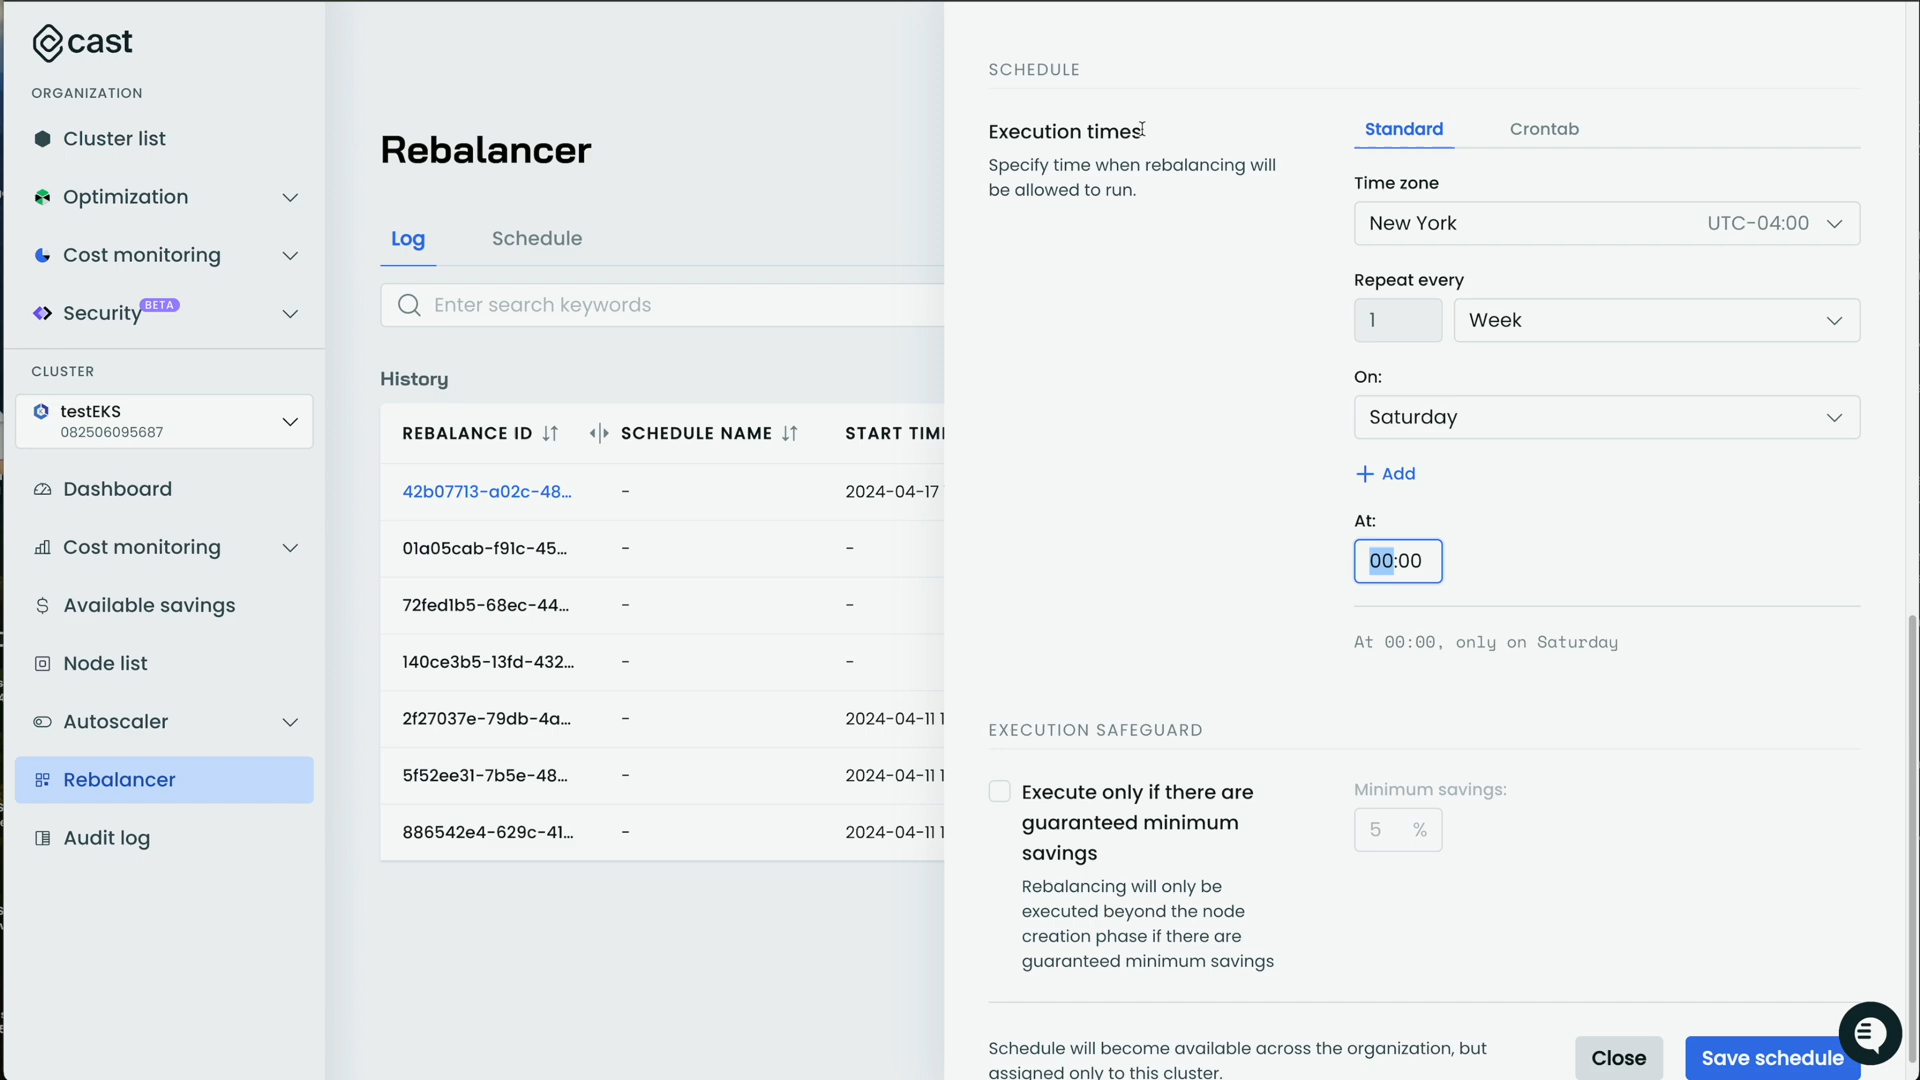 cast
ORGANIZATION
Cluster list
Optimization
Cost monitoring
Security BETA
CLUSTER
testEKS
082506095687
Dashboard
Cost monitoring
Available savings
Node list
Autoscaler
Rebalancer
Audit log
Rebalancer
Log Schedule
Enter search keywords
History
REBALANCE ID SCHEDULE NAME START TIM
42b07713-a02c-48... - 2024-04-17
01a05cab-f91c-45... - -
72fed1b5-68ec-44... - -
140ce3b5-13fd-432... - -
2f27037e-79db-4a... - 2024-04-11 1
5f52ee31-7b5e-48... - 2024-04-11 1
886542e4-629c-41... - 2024-04-11 1
SCHEDULE
Execution times
Specify time when rebalancing will
be allowed to run.
Standard Crontab
Time zone
New York UTC-04:00
Repeat every
1 Week
On:
Saturday
+ Add
At:
00:00
At 00:00, only on Saturday
EXECUTION SAFEGUARD
Execute only if there are
guaranteed minimum
savings
Rebalancing will only be
executed beyond the node
creation phase if there are
guaranteed minimum savings
Minimum savings:
5 %
Schedule will become available across the organization, but
assigned only to this cluster.
Close Save schedule